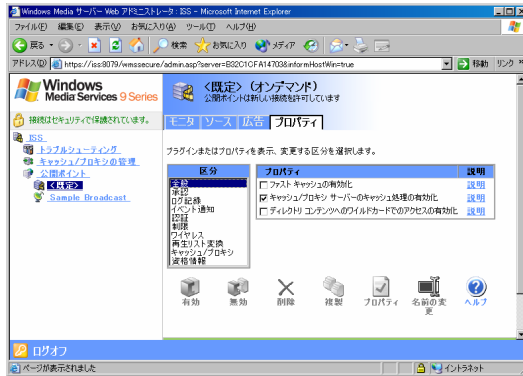 Windows Media サーバー Web アドミニストレータ : ISS - Microsoft Internet Explorer
ファイル(F) 編集(E) 表示(V) お気に入り(A) ツール(T) ヘルプ(H)
戻る 検索 お気に入り メディア
アドレス(D) https://iss:8079/wmssecure/admin.asp?server=B32C1CFA14703&informHostWin=true 移動 リンク
Windows
Media Services 9 Series
<既定> (オンデマンド)
公開ポイントは新しい接続を許可しています
接続はセキュリティで保護されています。
モニタ ソース 広告 プロパティ
ISS
トラブルシューティング
キャッシュ/プロキシの管理
公開ポイント
<既定>
Sample Broadcast
プラグインまたはプロパティを表示、変更する区分を選択します。
区分
全般
承認
ログ記録
イベント通知
認証
制限
ワイヤレス
再生リスト変換
キャッシュ/プロキシ
資格情報
プロパティ 説明
ファスト キャッシュの有効化 説明
キャッシュ/プロキシ サーバーのキャッシュ処理の有効化 説明
ディレクトリ コンテンツへのワイルドカードでのアクセスの有効化 説明
有効 無効 削除 複製 プロパティ 名前の変更 ヘルプ
ログオフ
ページが表示されました イントラネット